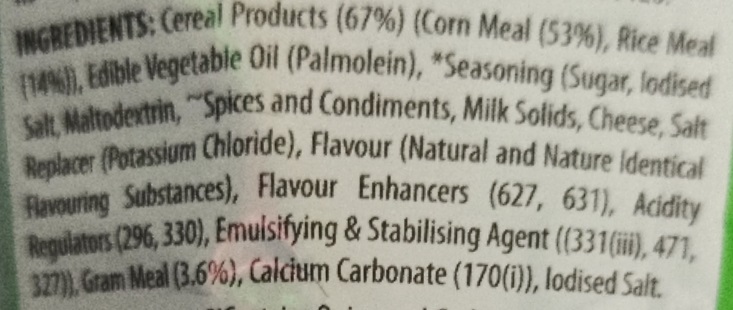 INGREDIENTS: Cereal Products (67%) (Corn Meal (53%), Rice Meal
(14%)), Edible Vegetable Oil (Palmolein), *Seasoning (Sugar, Iodised
Salt, Maltodextrin, ~Spices and Condiments, Milk Solids, Cheese, Salt
Replacer (Potassium Chloride), Flavour (Natural and Nature Identical
Flavouring Substances), Flavour Enhancers (627, 631), Acidity
Regulators (296, 330), Emulsifying & Stabilising Agent ((331(iii), 471,
327)), Gram Meal (3.6%), Calcium Carbonate (170(i)), Iodised Salt.